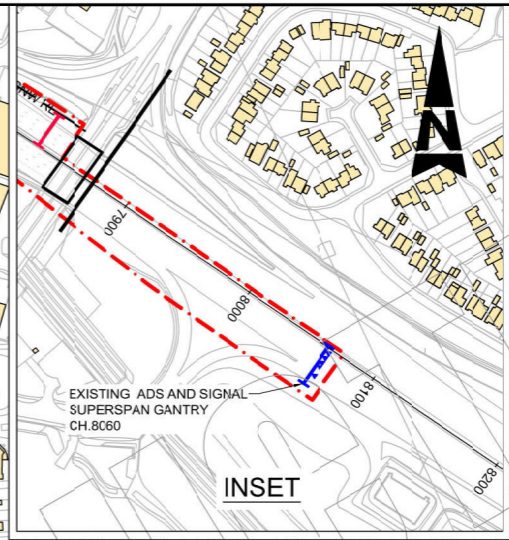 N
7900
8000
EXISTING ADS AND SIGNAL
SUPERSPAN GANTRY
CH.8060
8100
8200
INSET